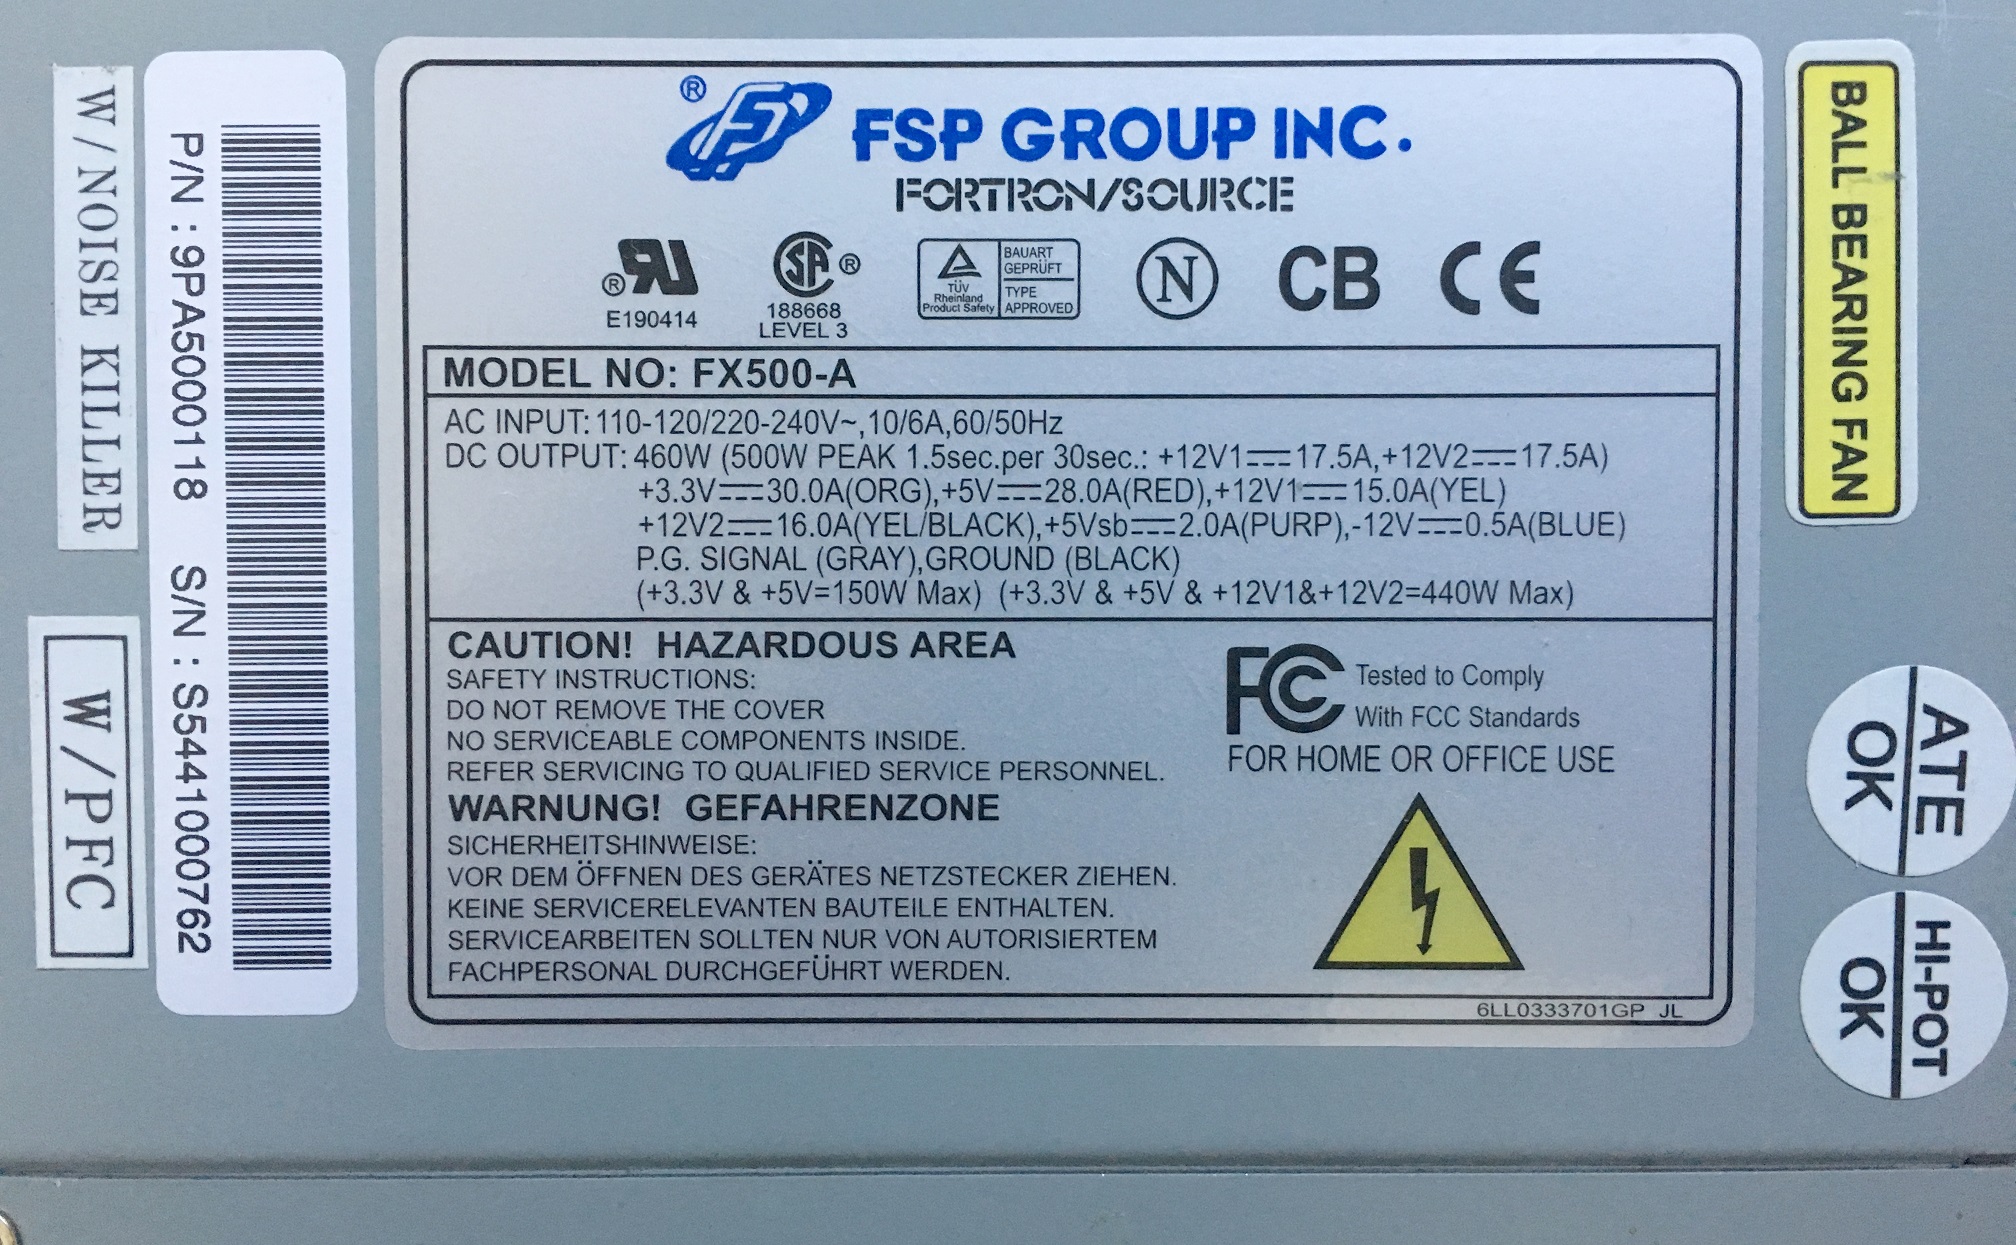 W/NOISE KILLER
W/PFC
P/N : 9PA5000118 S/N : S5441000762
® FSP GROUP INC.
FORTRON/SOURCE
®
E190414
SA ®
188668
LEVEL 3
TÜV
Rheinland
Product Safety
BAUART
GEPRÜFT
TYPE
APPROVED
N
CB
CE
MODEL NO: FX500-A
AC INPUT: 110-120/220-240V~,10/6A,60/50Hz
DC OUTPUT: 460W (500W PEAK 1.5sec.per 30sec.: +12V1⎓17.5A,+12V2⎓17.5A)
+3.3V⎓30.0A(ORG),+5V⎓28.0A(RED),+12V1⎓15.0A(YEL)
+12V2⎓16.0A(YEL/BLACK),+5Vsb⎓2.0A(PURP),-12V⎓0.5A(BLUE)
P.G. SIGNAL (GRAY),GROUND (BLACK)
(+3.3V & +5V=150W Max) (+3.3V & +5V & +12V1&+12V2=440W Max)
CAUTION! HAZARDOUS AREA
SAFETY INSTRUCTIONS:
DO NOT REMOVE THE COVER
NO SERVICEABLE COMPONENTS INSIDE.
REFER SERVICING TO QUALIFIED SERVICE PERSONNEL.
WARNUNG! GEFAHRENZONE
SICHERHEITSHINWEISE:
VOR DEM ÖFFNEN DES GERÄTES NETZSTECKER ZIEHEN.
KEINE SERVICERELEVANTEN BAUTEILE ENTHALTEN.
SERVICEARBEITEN SOLLTEN NUR VON AUTORISIERTEM
FACHPERSONAL DURCHGEFÜHRT WERDEN.
FC
Tested to Comply
With FCC Standards
FOR HOME OR OFFICE USE
6LL0333701GP JL
BALL BEARING FAN
ATE
OK
HI-POT
OK